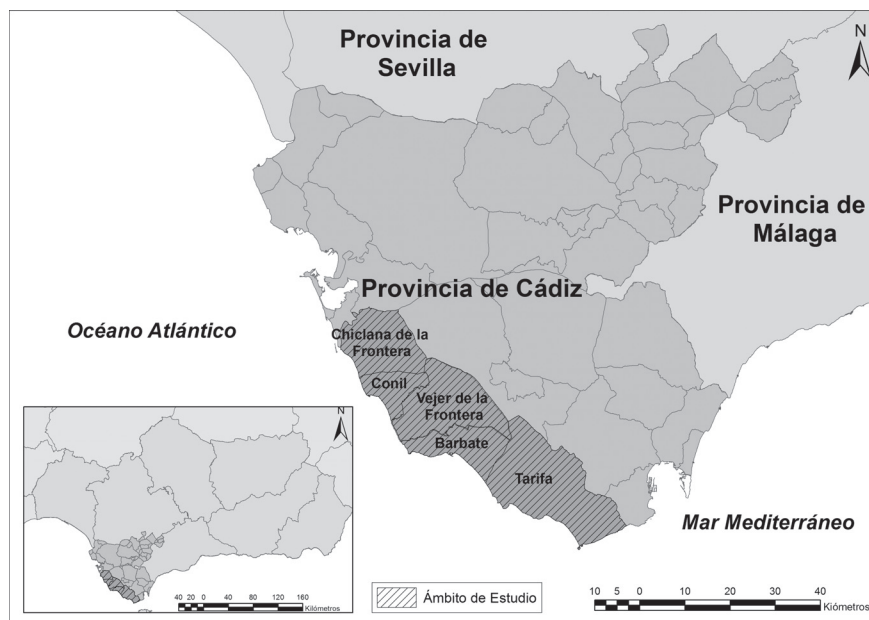 Provincia de
Sevilla
N
Provincia de
Málaga
Provincia de Cádiz
Océano Atlántico
Chiclana de la
Frontera
Conil
Vejer de la
Frontera
Barbate
Tarifa
Mar Mediterráneo
N
40 20 0 40 80 120 160
Kilómetros
Ámbito de Estudio
10 5 0 10 20 30 40
Kiómetros